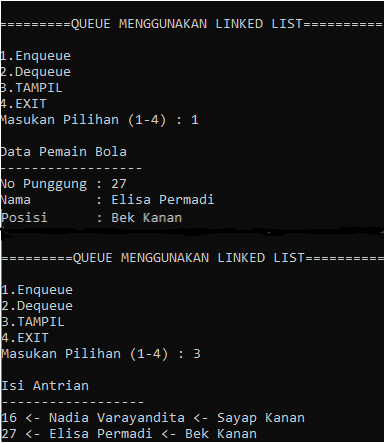 =========QUEUE MENGGUNAKAN LINKED LIST==========
1.Enqueue
2.Dequeue
3.TAMPIL
4.EXIT
Masukan Pilihan (1-4) : 1
Data Pemain Bola
------------------
No Punggung : 27
Nama        : Elisa Permadi
Posisi      : Bek Kanan
=========QUEUE MENGGUNAKAN LINKED LIST==========
1.Enqueue
2.Dequeue
3.TAMPIL
4.EXIT
Masukan Pilihan (1-4) : 3
Isi Antrian
------------------
16 <- Nadia Varayandita <- Sayap Kanan
27 <- Elisa Permadi <- Bek Kanan